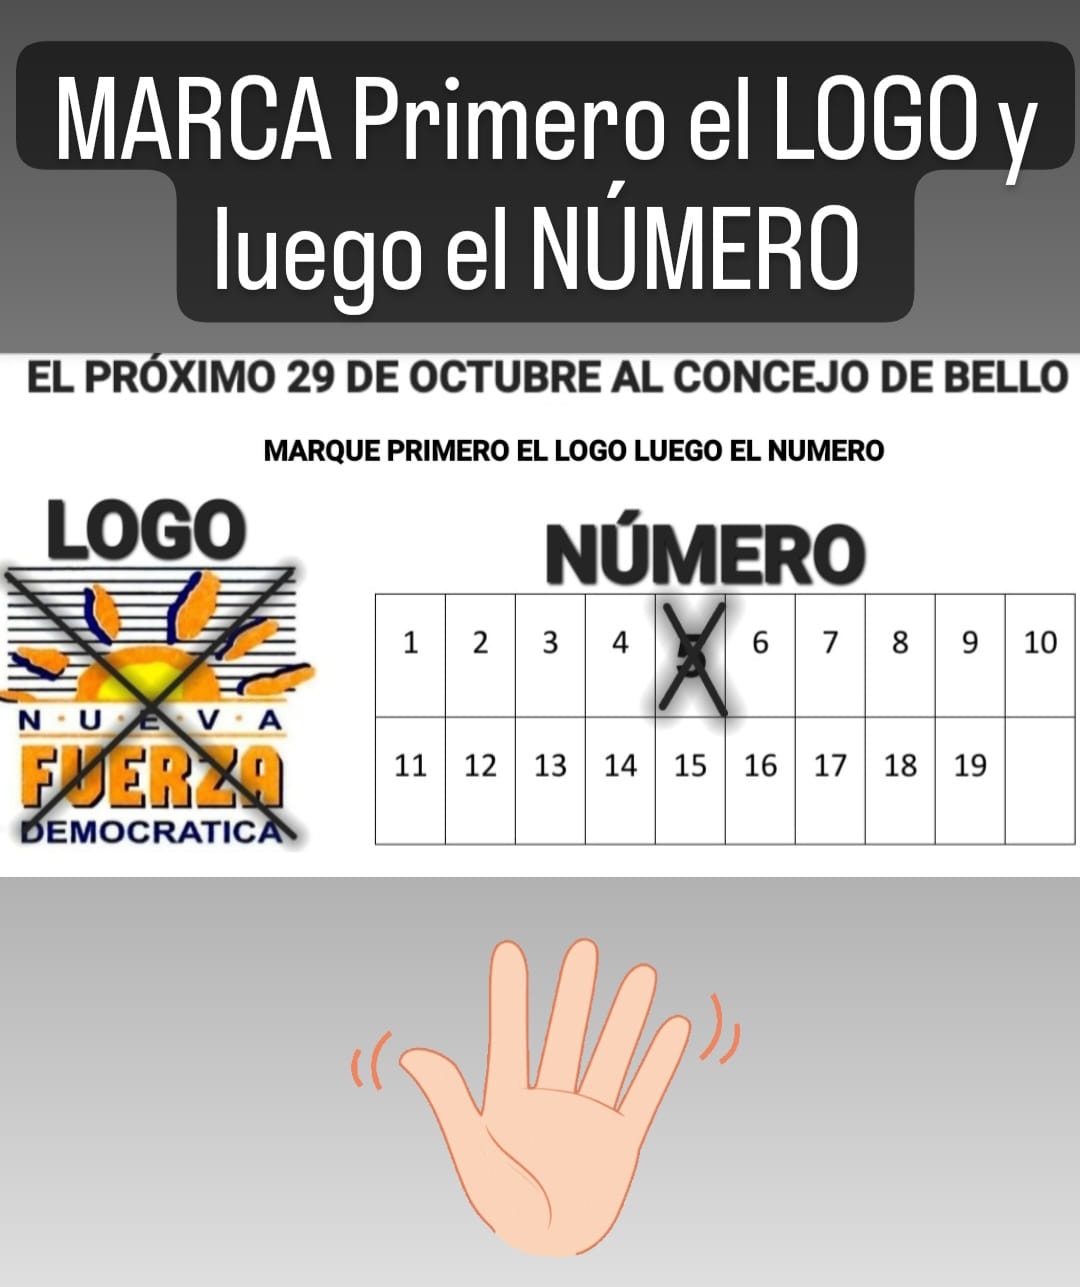 MARCA Primero el LOGO y
luego el NÚMERO
EL PRÓXIMO 29 DE OCTUBRE AL CONCEJO DE BELLO
MARQUE PRIMERO EL LOGO LUEGO EL NUMERO
LOGO
NUEVA
FUERZA
DEMOCRATICA
NÚMERO
1 2 3 4 5 6 7 8 9 10
11 12 13 14 15 16 17 18 19